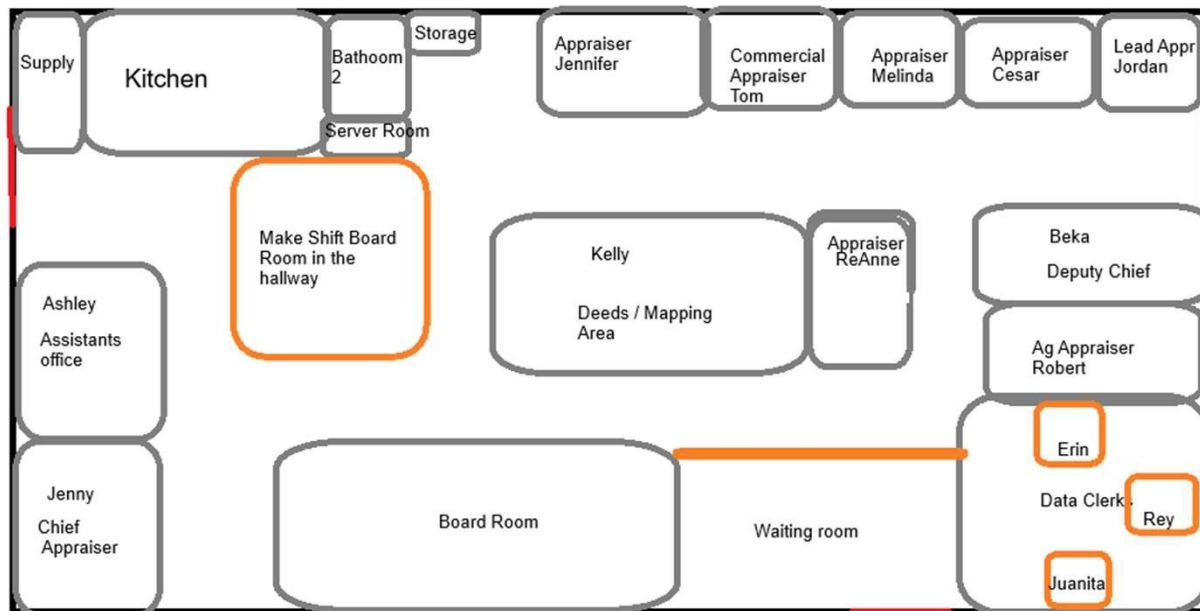 Supply
Kitchen
Bathoom
2
Storage
Server Room
Appraiser
Jennifer
Commercial
Appraiser
Tom
Appraiser
Melinda
Appraiser
Cesar
Lead Appr
Jordan
Make Shift Board
Room in the
hallway
Kelly
Deeds / Mapping
Area
Appraiser
ReAnne
Beka
Deputy Chief
Ashley
Assistants
office
Ag Appraiser
Robert
Jenny
Chief
Appraiser
Board Room
Waiting room
Erin
Data Clerks
Rey
Juanita